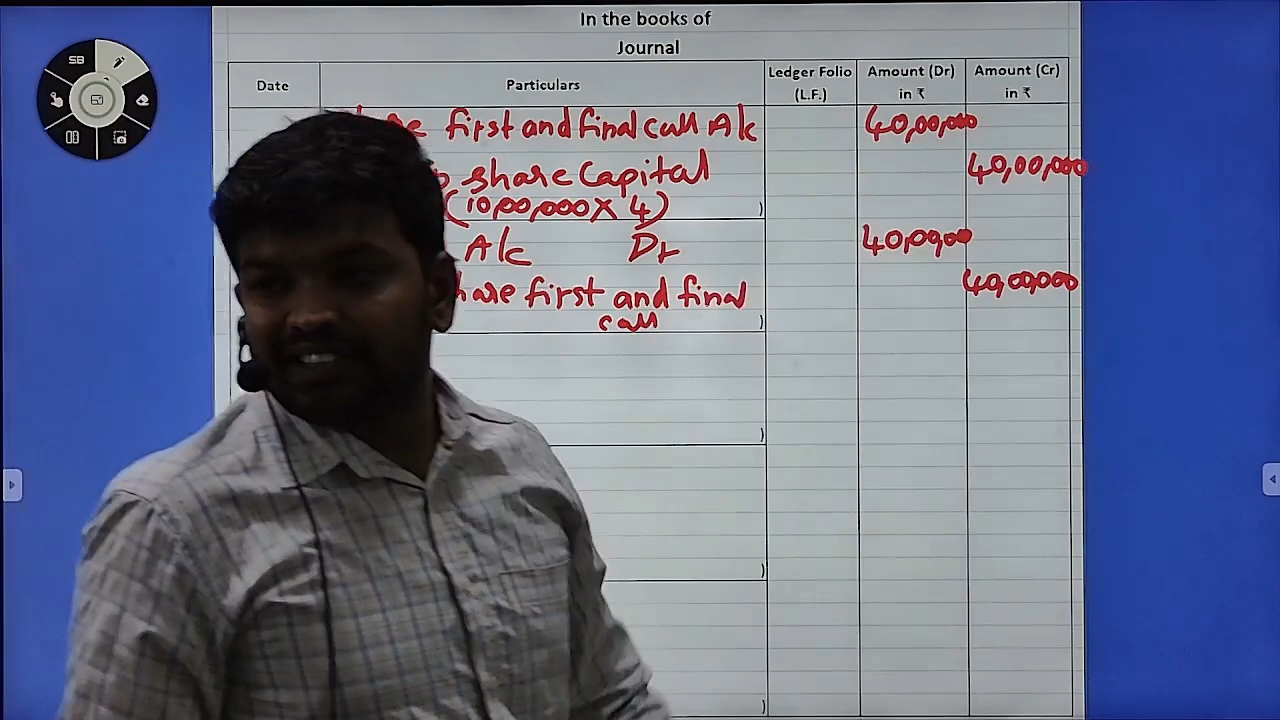 In the books of
Journal
Date Particulars Ledger Folio (L.F.) Amount (Dr) in ₹ Amount (Cr) in ₹
first and final call A/c 40,00,000
share Capital 40,00,000
(10,00,000 X 4) )
A/c Dr 40,00,000
hare first and final 40,00,000
call )
)
)
)
SB